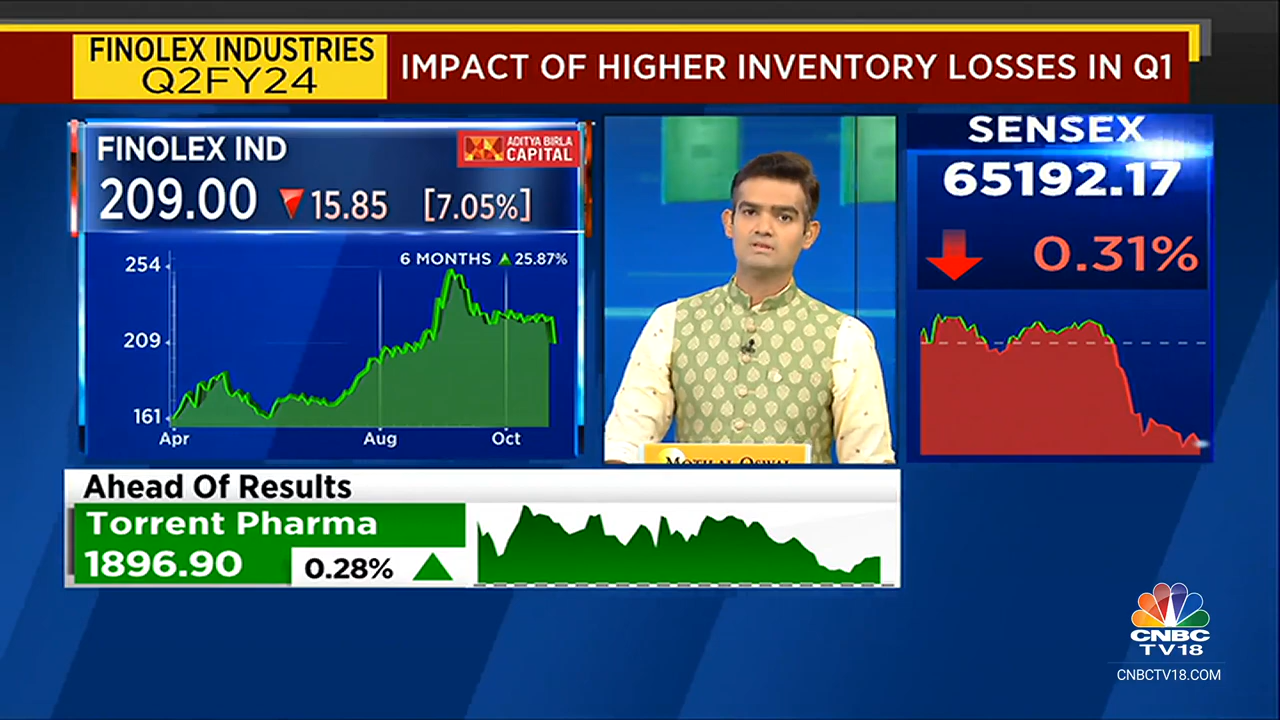 FINOLEX INDUSTRIES
Q2FY24
IMPACT OF HIGHER INVENTORY LOSSES IN Q1
FINOLEX IND
ADITYA BIRLA
CAPITAL
209.00 15.85 [7.05%]
6 MONTHS 25.87%
254
209
161
Apr Aug Oct
MOTILAL OSWAL
SENSEX
65192.17
0.31%
Ahead Of Results
Torrent Pharma
1896.90 0.28%
CNBC
TV18
CNBCTV18.COM